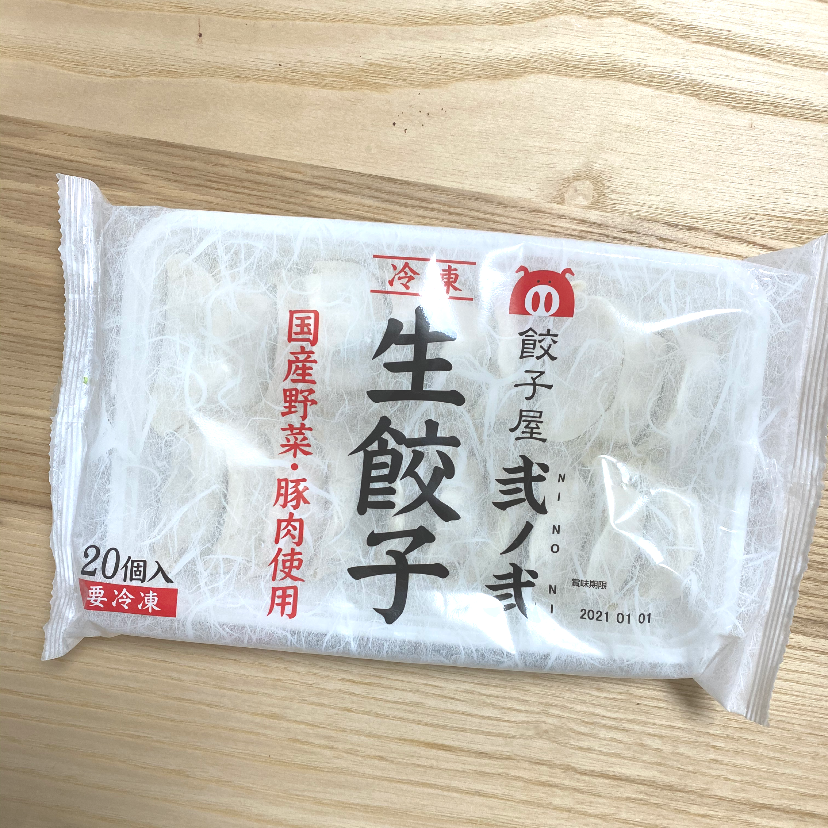 餃子屋
弐ノ弐
NI NO NI
冷凍
生餃子
国産野菜・豚肉使用
20個入
要冷凍
賞味期限
2021 01 01